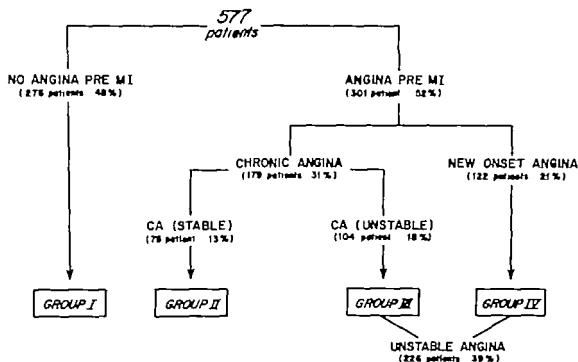 577
patients
NO ANGINA PRE MI
(276 patients 48%)
ANGINA PRE MI
(301 patient 52%)
CHRONIC ANGINA
(179 patients 31%)
NEW ONSET ANGINA
(122 patients 21%)
CA (STABLE)
(75 patient 13%)
CA (UNSTABLE)
(104 patient 18%)
GROUP I
GROUP II
GROUP III
GROUP IV
UNSTABLE ANGINA
(226 patients 39%)